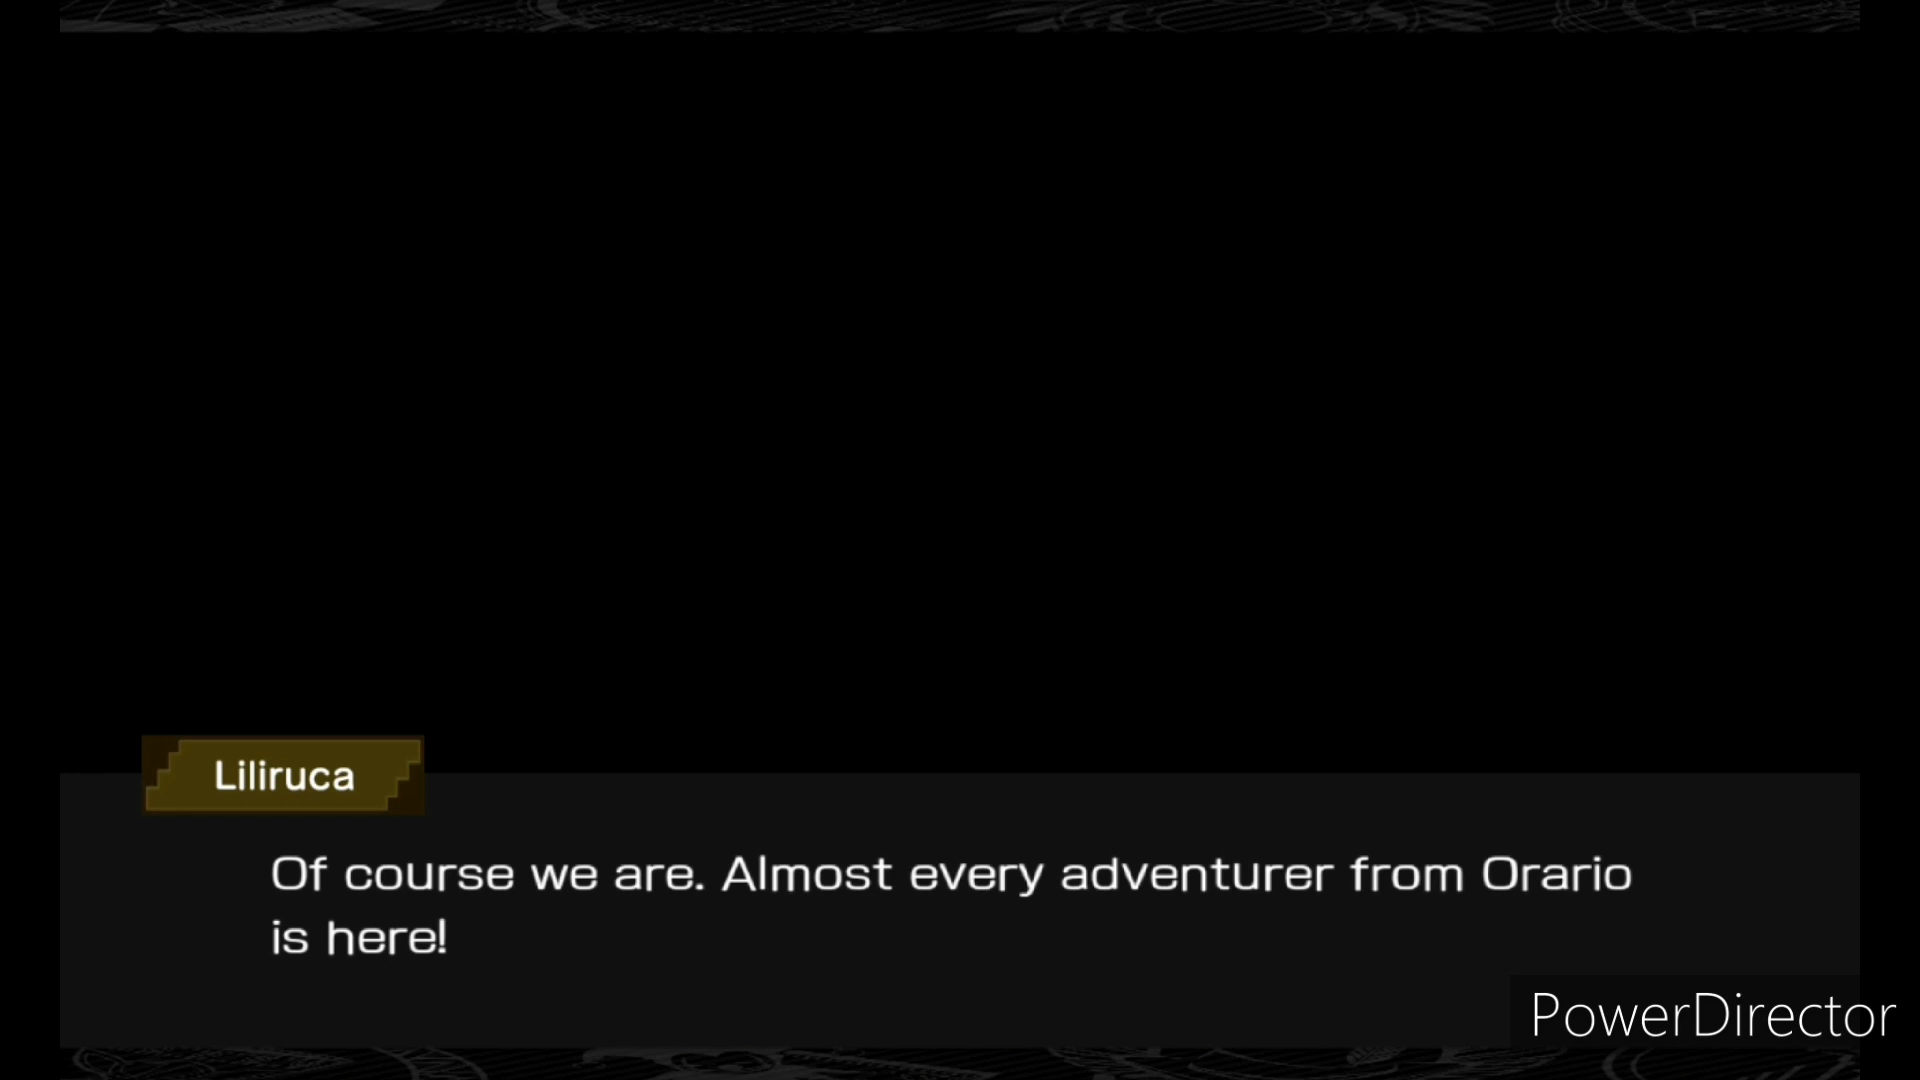 Liliruca
Of course we are. Almost every adventurer from Orario
is here!
PowerDirector